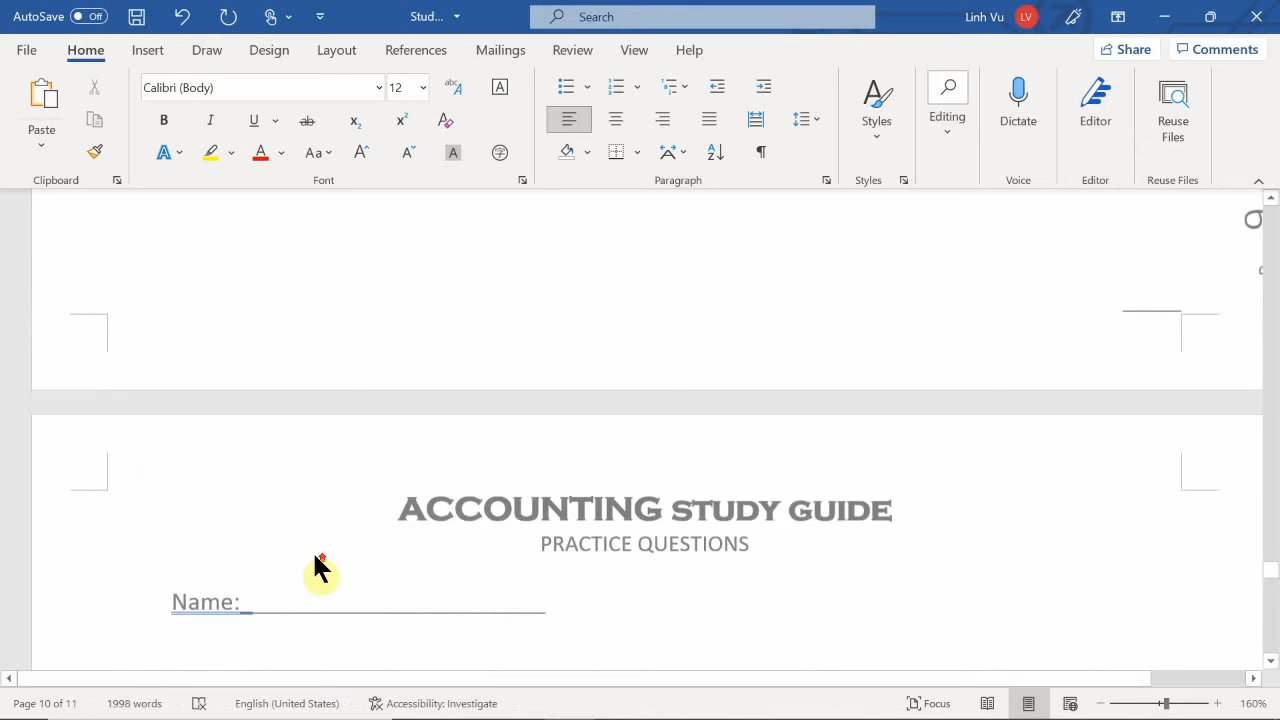 AutoSave Off Stud... Search Linh Vu LV
File Home Insert Draw Design Layout References Mailings Review View Help Share Comments
Calibri (Body) 12
Paste Styles Editing Dictate Editor Reuse Files
Clipboard Font Paragraph Styles Voice Editor Reuse Files
ACCOUNTING STUDY GUIDE
PRACTICE QUESTIONS
Name:_
Page 10 of 11 1998 words English (United States) Accessibility: Investigate Focus 160%